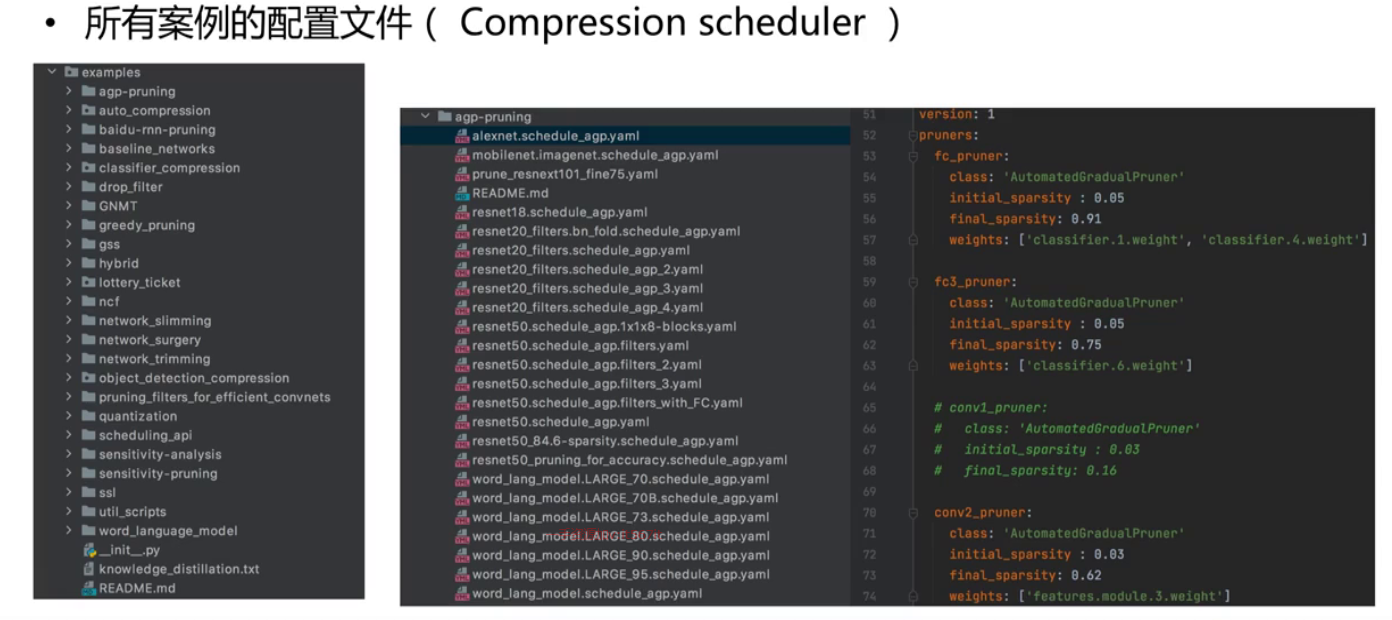 • 所有案例的配置文件（ Compression scheduler ）
examples
agp-pruning
auto_compression
baidu-rnn-pruning
baseline_networks
classifier_compression
drop_filter
GNMT
greedy_pruning
gss
hybrid
lottery_ticket
ncf
network_slimming
network_surgery
network_trimming
object_detection_compression
pruning_filters_for_efficient_convnets
quantization
scheduling_api
sensitivity-analysis
sensitivity-pruning
ssl
util_scripts
word_language_model
__init__.py
knowledge_distillation.txt
README.md
agp-pruning
alexnet.schedule_agp.yaml
mobilenet.imagenet.schedule_agp.yaml
prune_resnext101_fine75.yaml
README.md
resnet18.schedule_agp.yaml
resnet20_filters.bn_fold.schedule_agp.yaml
resnet20_filters.schedule_agp.yaml
resnet20_filters.schedule_agp_2.yaml
resnet20_filters.schedule_agp_3.yaml
resnet20_filters.schedule_agp_4.yaml
resnet50.schedule_agp.1x1x8-blocks.yaml
resnet50.schedule_agp.filters.yaml
resnet50.schedule_agp.filters_2.yaml
resnet50.schedule_agp.filters_3.yaml
resnet50.schedule_agp.filters_with_FC.yaml
resnet50.schedule_agp.yaml
resnet50_84.6-sparsity.schedule_agp.yaml
resnet50_pruning_for_accuracy.schedule_agp.yaml
word_lang_model.LARGE_70.schedule_agp.yaml
word_lang_model.LARGE_70B.schedule_agp.yaml
word_lang_model.LARGE_73.schedule_agp.yaml
word_lang_model.LARGE_80.schedule_agp.yaml
word_lang_model.LARGE_90.schedule_agp.yaml
word_lang_model.LARGE_95.schedule_agp.yaml
word_lang_model.schedule_agp.yaml
51 version: 1
52 pruners:
53 fc_pruner:
54 class: 'AutomatedGradualPruner'
55 initial_sparsity : 0.05
56 final_sparsity: 0.91
57 weights: ['classifier.1.weight', 'classifier.4.weight']
58
59 fc3_pruner:
60 class: 'AutomatedGradualPruner'
61 initial_sparsity : 0.05
62 final_sparsity: 0.75
63 weights: ['classifier.6.weight']
64
65 # conv1_pruner:
66 # class: 'AutomatedGradualPruner'
67 # initial_sparsity : 0.03
68 # final_sparsity: 0.16
69
70 conv2_pruner:
71 class: 'AutomatedGradualPruner'
72 initial_sparsity : 0.03
73 final_sparsity: 0.62
74 weights: ['features.module.3.weight']